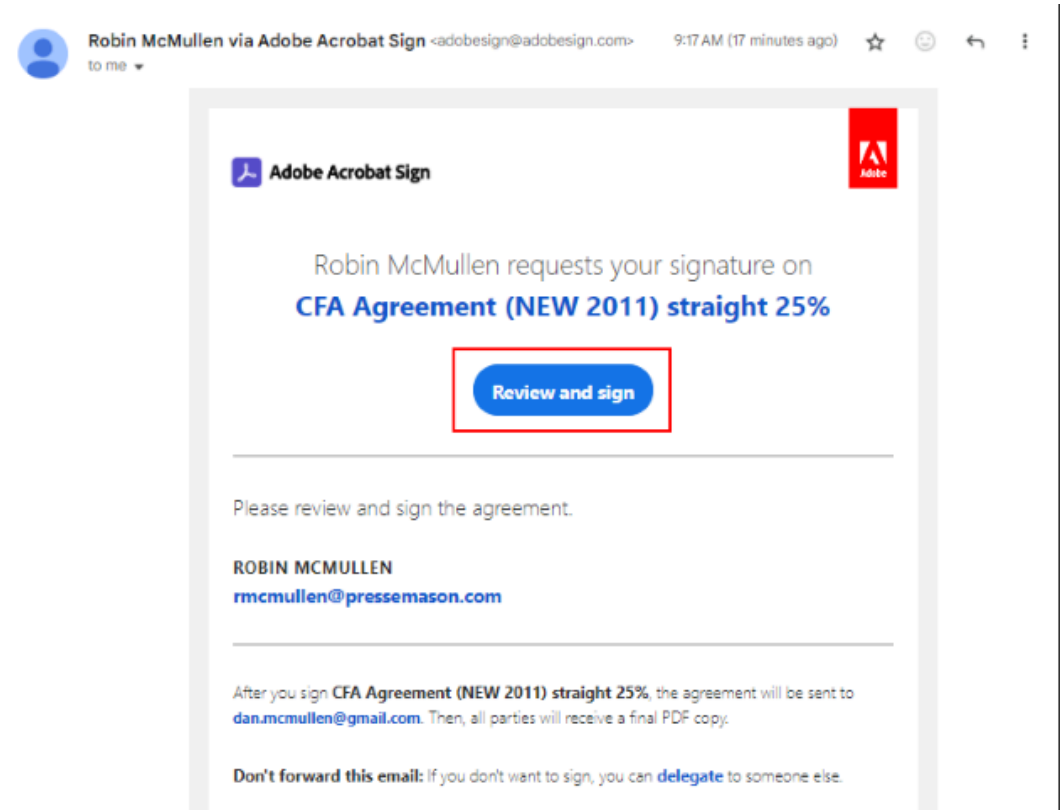 Robin McMullen via Adobe Acrobat Sign <adobesign@adobesign.com> 9:17 AM (17 minutes ago)
to me
Adobe
Adobe Acrobat Sign
Robin McMullen requests your signature on
CFA Agreement (NEW 2011) straight 25%
Review and sign
Please review and sign the agreement.
ROBIN MCMULLEN
rmcmullen@pressemason.com
After you sign CFA Agreement (NEW 2011) straight 25%, the agreement will be sent to
dan.mcmullen@gmail.com. Then, all parties will receive a final PDF copy.
Don't forward this email: If you don't want to sign, you can delegate to someone else.